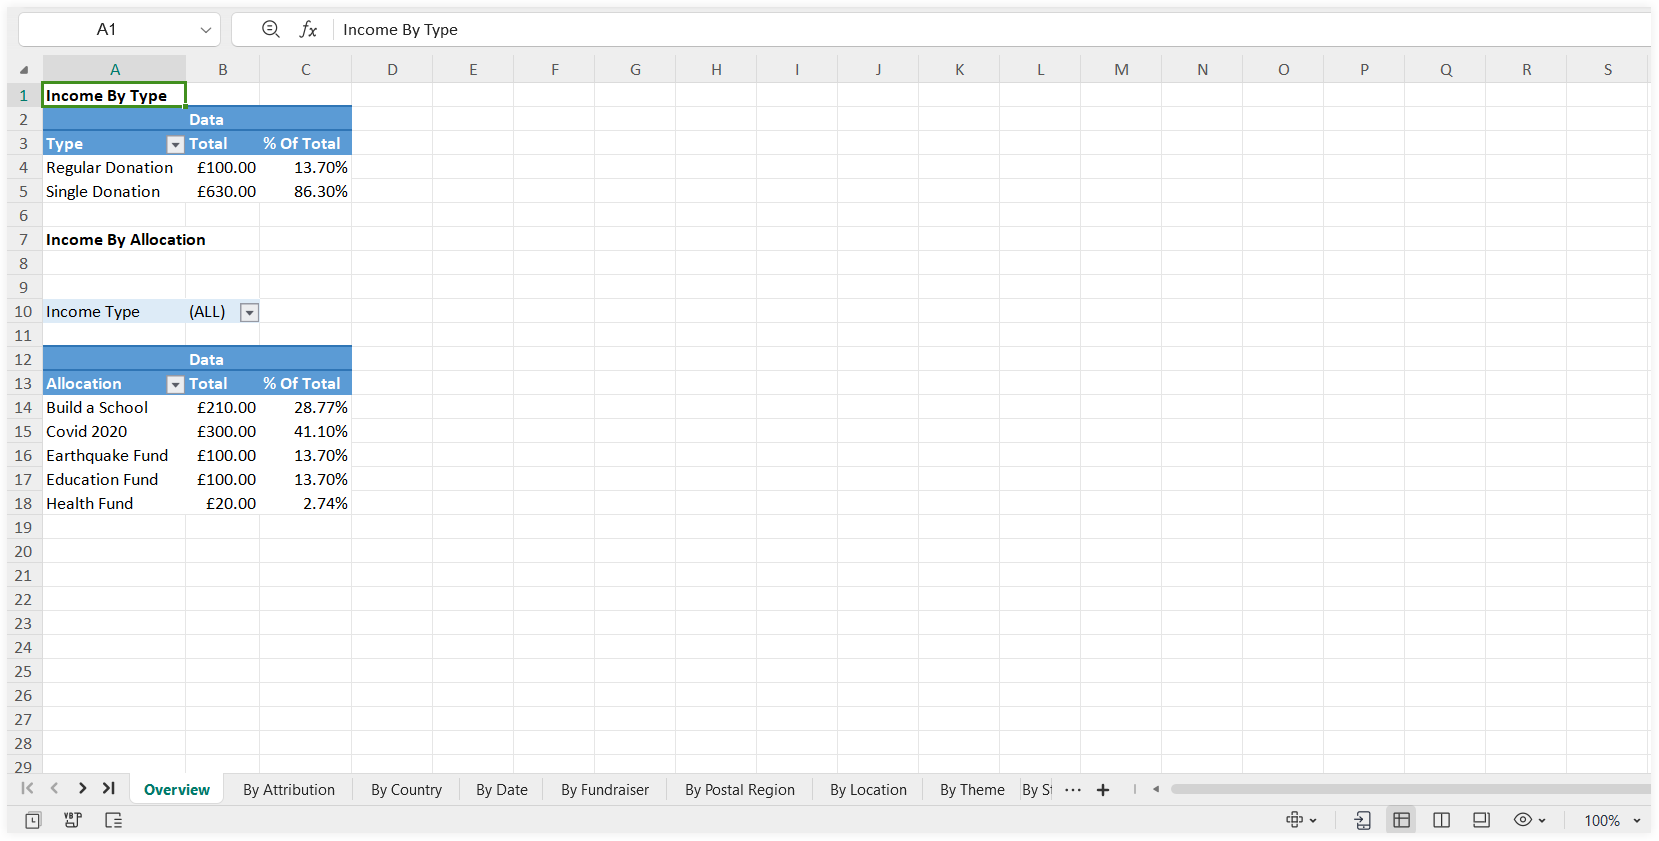 A1 fx Income By Type
A B C D E F G H I J K L M N O P Q R S
1 Income By Type
2 Data
3 Type Total % Of Total
4 Regular Donation £100.00 13.70%
5 Single Donation £630.00 86.30%
6
7 Income By Allocation
8
9
10 Income Type (ALL)
11
12 Data
13 Allocation Total % Of Total
14 Build a School £210.00 28.77%
15 Covid 2020 £300.00 41.10%
16 Earthquake Fund £100.00 13.70%
17 Education Fund £100.00 13.70%
18 Health Fund £20.00 2.74%
19
20
21
22
23
24
25
26
27
28
29
Overview By Attribution By Country By Date By Fundraiser By Postal Region By Location By Theme By
100%